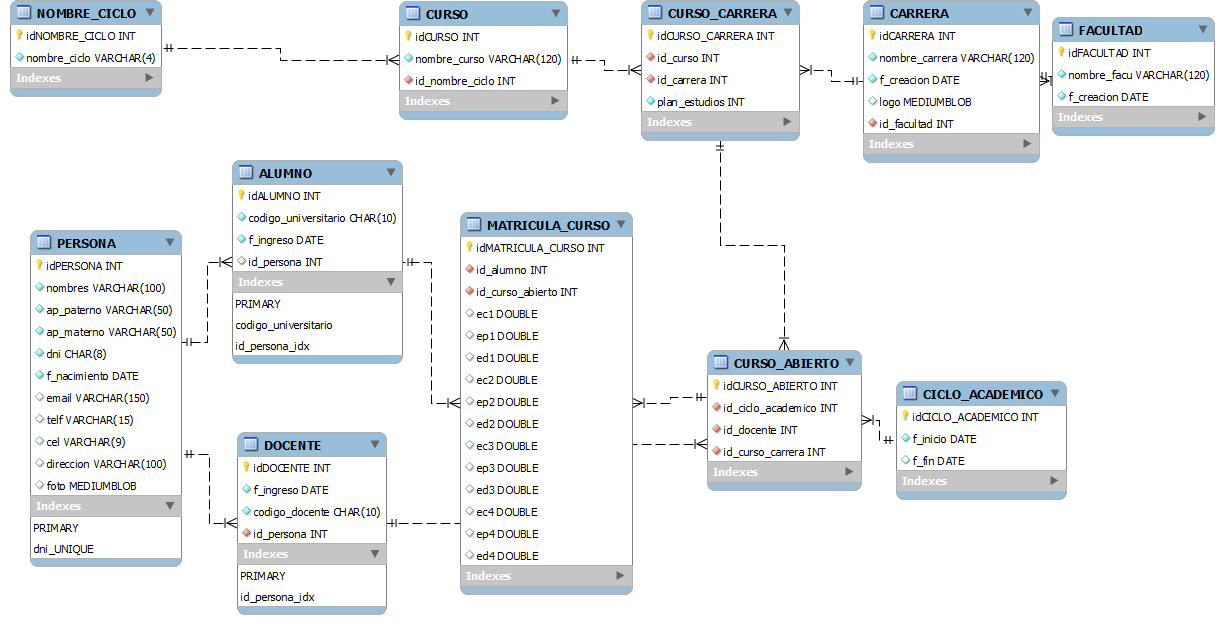 NOMBRE_CICLO
idNOMBRE_CICLO INT
nombre_ciclo VARCHAR(4)
Indexes
CURSO
idCURSO INT
nombre_curso VARCHAR(120)
id_nombre_ciclo INT
Indexes
CURSO_CARRERA
idCURSO_CARRERA INT
id_curso INT
id_carrera INT
plan_estudios INT
Indexes
CARRERA
idCARRERA INT
nombre_carrera VARCHAR(120)
f_creacion DATE
logo MEDIUMBLOB
id_facultad INT
Indexes
FACULTAD
idFACULTAD INT
nombre_facu VARCHAR(120)
f_creacion DATE
Indexes
ALUMNO
idALUMNO INT
codigo_universitario CHAR(10)
f_ingreso DATE
id_persona INT
Indexes
PRIMARY
codigo_universitario
id_persona_idx
PERSONA
idPERSONA INT
nombres VARCHAR(100)
ap_paterno VARCHAR(50)
ap_materno VARCHAR(50)
dni CHAR(8)
f_nacimiento DATE
email VARCHAR(150)
telf VARCHAR(15)
cel VARCHAR(9)
direccion VARCHAR(100)
foto MEDIUMBLOB
Indexes
PRIMARY
dni_UNIQUE
DOCENTE
idDOCENTE INT
f_ingreso DATE
codigo_docente CHAR(10)
id_persona INT
Indexes
PRIMARY
id_persona_idx
MATRICULA_CURSO
idMATRICULA_CURSO INT
id_alumno INT
id_curso_abierto INT
ec1 DOUBLE
ep1 DOUBLE
ed1 DOUBLE
ec2 DOUBLE
ep2 DOUBLE
ed2 DOUBLE
ec3 DOUBLE
ep3 DOUBLE
ed3 DOUBLE
ec4 DOUBLE
ep4 DOUBLE
ed4 DOUBLE
Indexes
CURSO_ABIERTO
idCURSO_ABIERTO INT
id_ciclo_academico INT
id_docente INT
id_curso_carrera INT
Indexes
CICLO_ACADEMICO
idCICLO_ACADEMICO INT
f_inicio DATE
f_fin DATE
Indexes